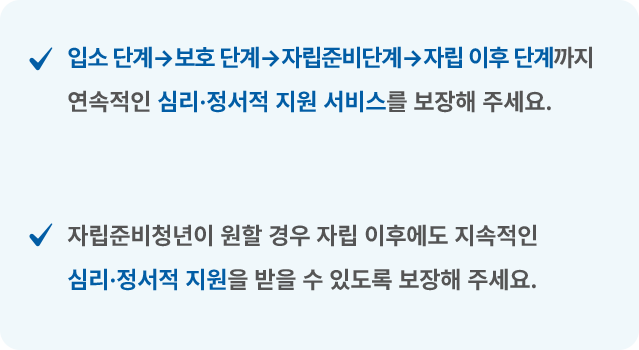 입소 단계→보호 단계→자립준비단계→자립 이후 단계까지
연속적인 심리·정서적 지원 서비스를 보장해 주세요.
자립준비청년이 원할 경우 자립 이후에도 지속적인
심리·정서적 지원을 받을 수 있도록 보장해 주세요.